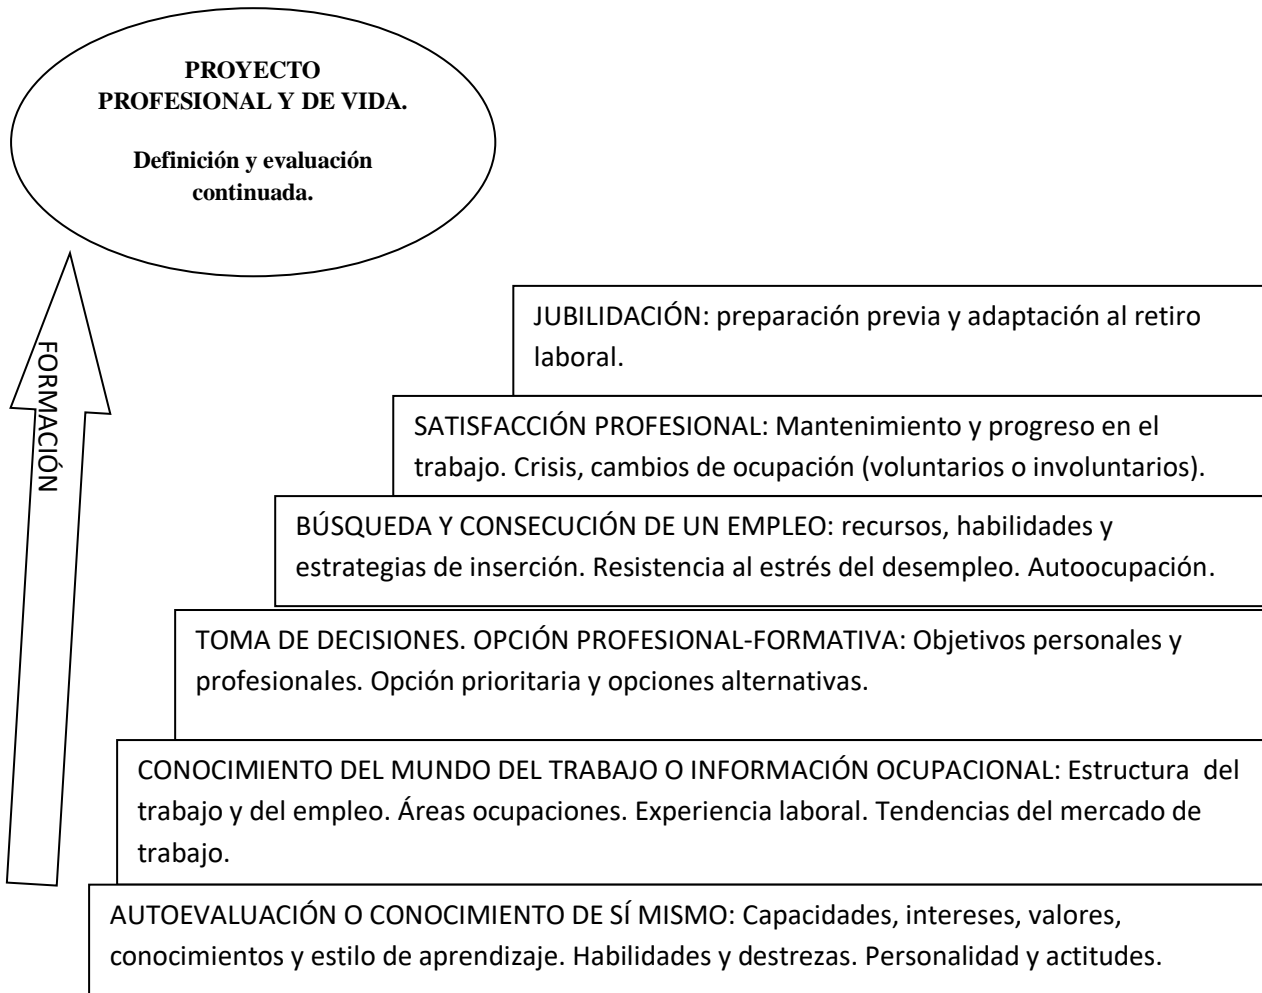 PROYECTO
PROFESIONAL Y DE VIDA.
Definición y evaluación
continuada.
FORMACIÓN
JUBILIDACIÓN: preparación previa y adaptación al retiro
laboral.
SATISFACCIÓN PROFESIONAL: Mantenimiento y progreso en el
trabajo. Crisis, cambios de ocupación (voluntarios o involuntarios).
BÚSQUEDA Y CONSECUCIÓN DE UN EMPLEO: recursos, habilidades y
estrategias de inserción. Resistencia al estrés del desempleo. Autoocupación.
TOMA DE DECISIONES. OPCIÓN PROFESIONAL-FORMATIVA: Objetivos personales y
profesionales. Opción prioritaria y opciones alternativas.
CONOCIMIENTO DEL MUNDO DEL TRABAJO O INFORMACIÓN OCUPACIONAL: Estructura  del
trabajo y del empleo. Áreas ocupaciones. Experiencia laboral. Tendencias del mercado de
trabajo.
AUTOEVALUACIÓN O CONOCIMIENTO DE SÍ MISMO: Capacidades, intereses, valores,
conocimientos y estilo de aprendizaje. Habilidades y destrezas. Personalidad y actitudes.